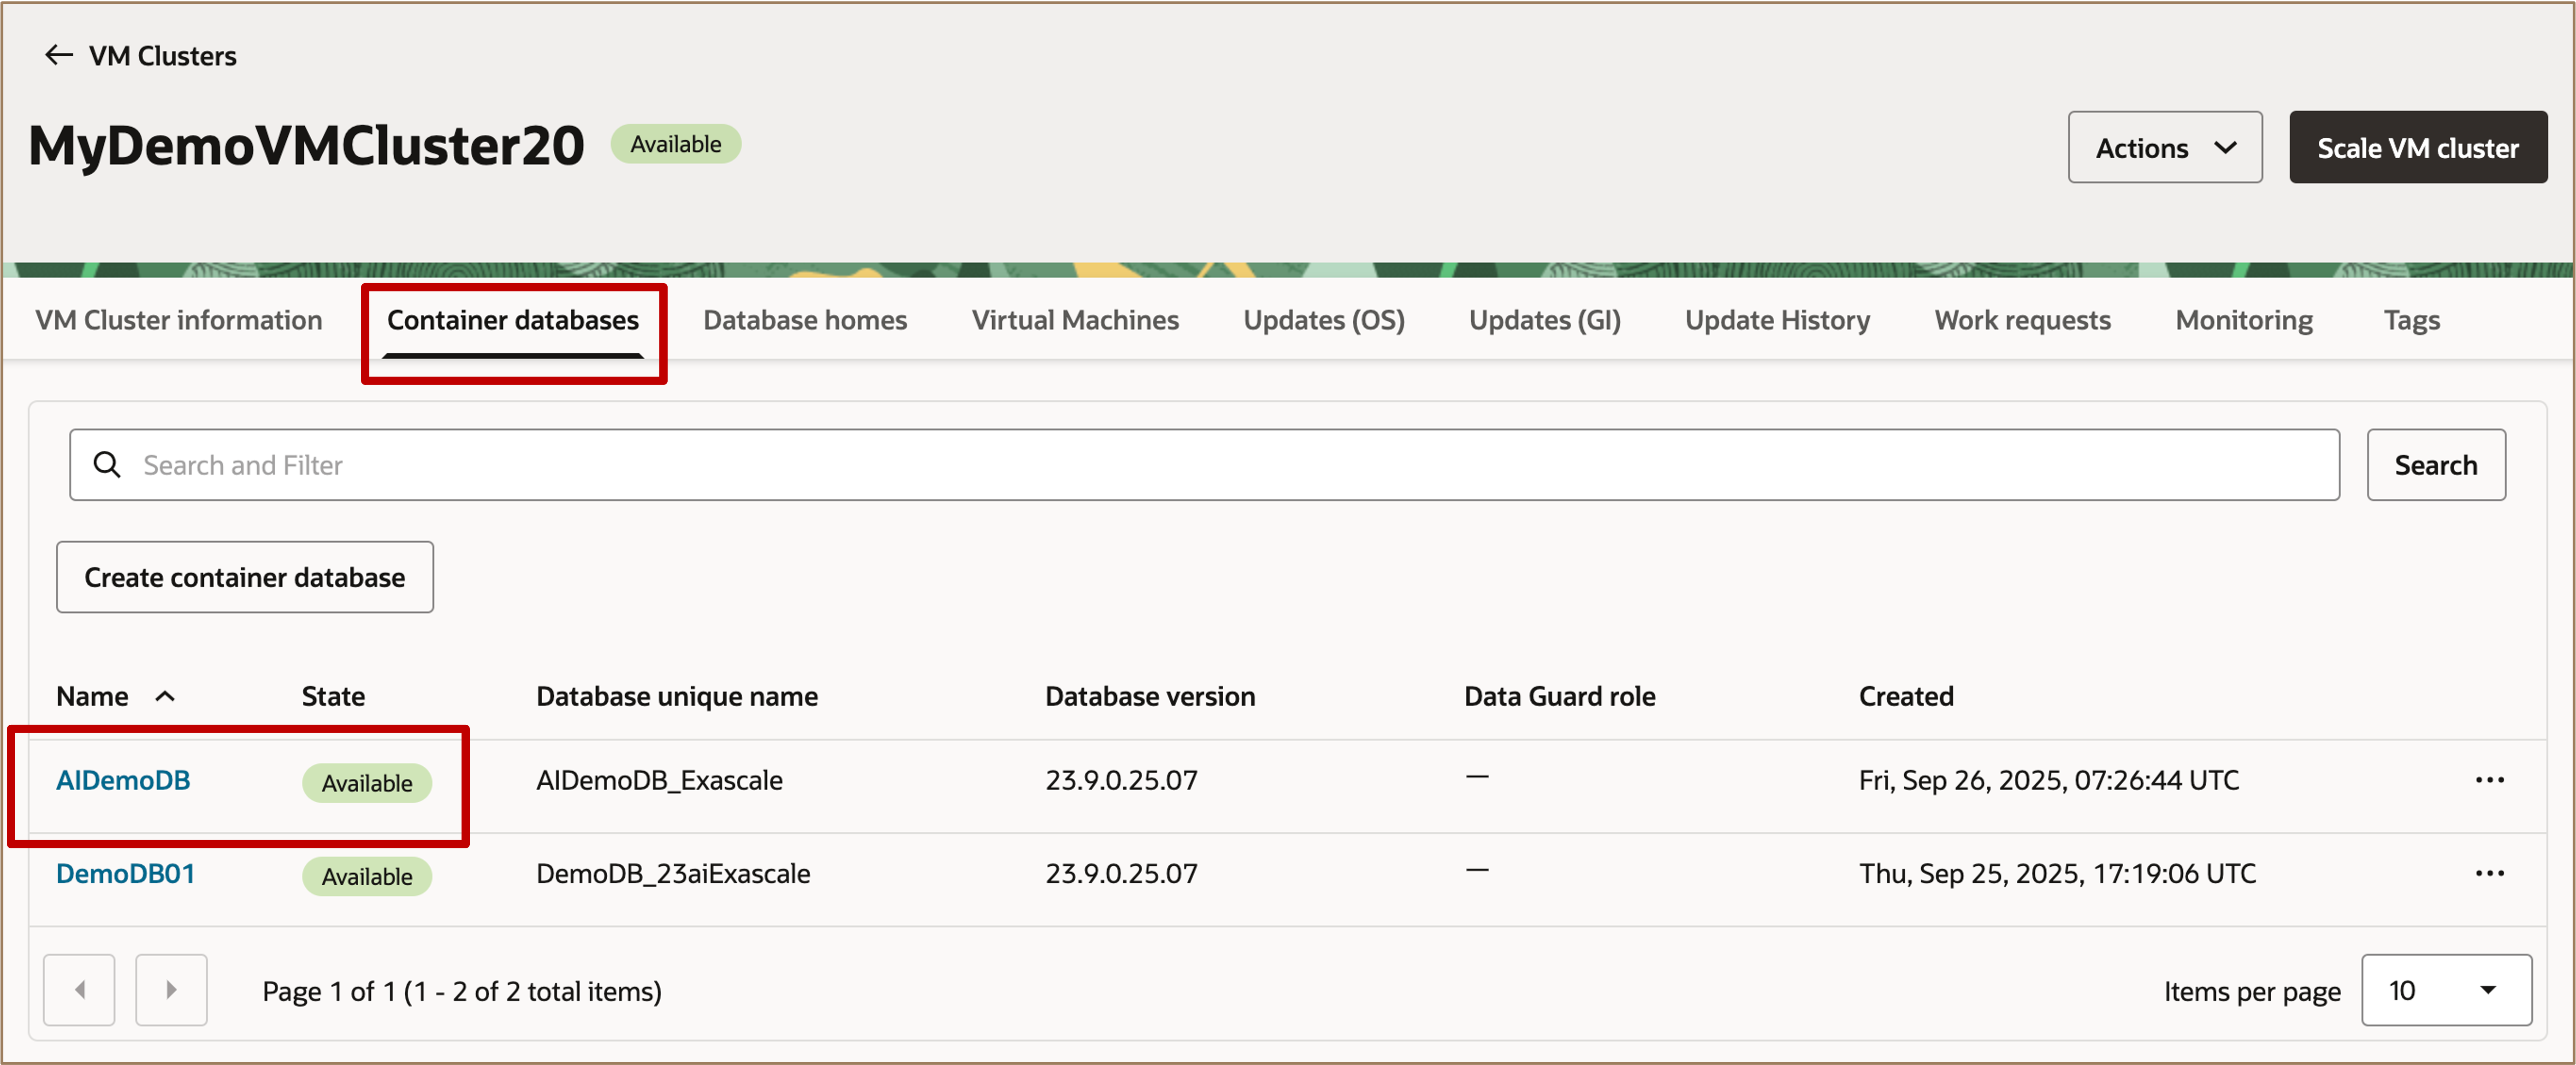 VM Clusters
MyDemoVMCluster20 Available Actions Scale VM cluster
VM Cluster information Container databases Database homes Virtual Machines Updates (OS) Updates (GI) Update History Work requests Monitoring Tags
Search and Filter Search
Create container database
Name State Database unique name Database version Data Guard role Created
AIDemoDB Available AIDemoDB_Exascale 23.9.0.25.07 — Fri, Sep 26, 2025, 07:26:44 UTC
DemoDB01 Available DemoDB_23aiExascale 23.9.0.25.07 — Thu, Sep 25, 2025, 17:19:06 UTC
Page 1 of 1 (1 - 2 of 2 total items) Items per page 10